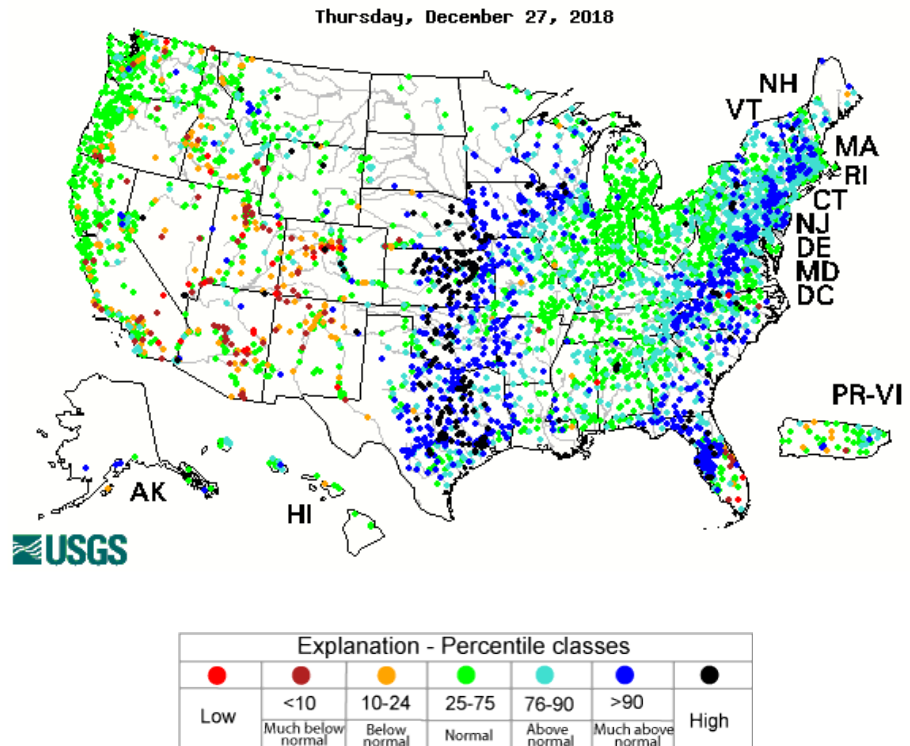 Thursday, December 27, 2018
NH
VT
MA
RI
CT
NJ
DE
MD
DC
PR-VI
AK
HI
USGS
Explanation - Percentile classes
Low
<10
10-24
25-75
76-90
>90
High
Much below
normal
Below
normal
Normal
Above
normal
Much above
normal